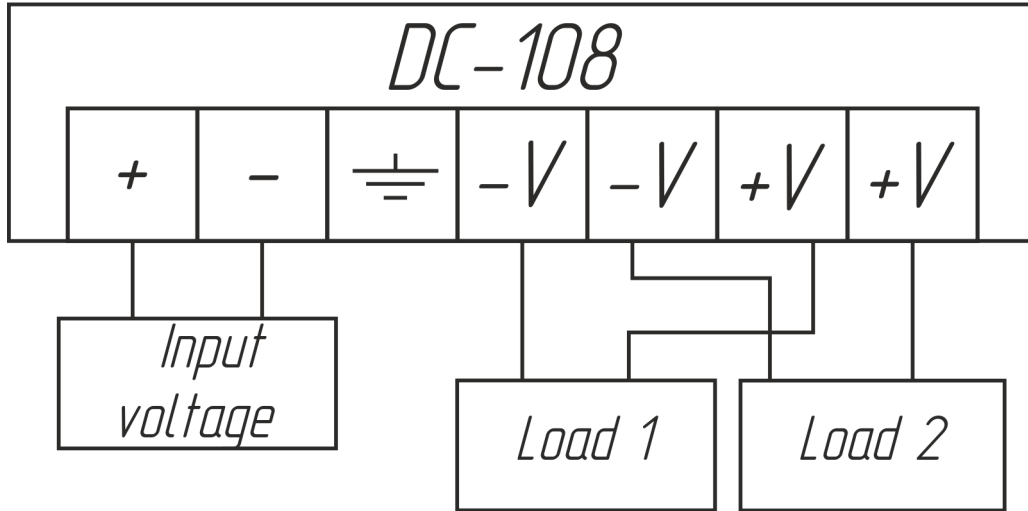 DC-108
+ - -V -V +V +V
Input
voltage
Load 1 Load 2